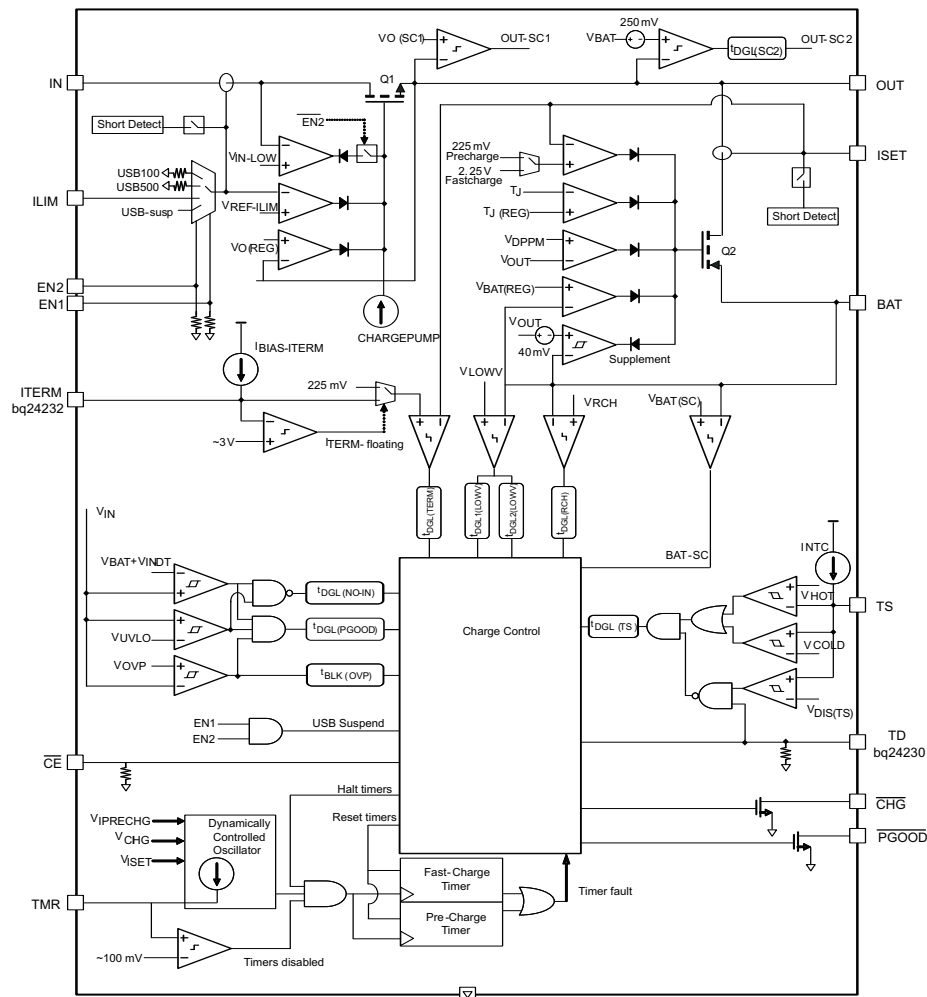 250 mV
VO (SC1)
OUT-SC1
VBAT
tDGL(SC2)
OUT-SC2
IN
Q1
OUT
Short Detect
EN2
VIN-LOW
225 mV
Precharge
2.25V
Fastcharge
ISET
USB100
USB500
ILIM
USB-susp
VREF-ILIM
TJ
TJ (REG)
Short Detect
VO (REG)
VDPPM
VOUT
Q2
EN2
EN1
VBAT(REG)
BAT
CHARGEPUMP
VOUT
40mV
Supplement
IBIAS-ITERM
VLOWV
ITERM
bq24232
225 mV
VRCH
VBAT(SC)
~3V
ITERM-floating
tDGL(TERM)
tDGL1(LOWV)
tDGL2(LOWV)
tDGL(RCH)
VIN
BAT-SC
INTC
VBAT+VINDT
tDGL(NO-IN)
VHOT
TS
Charge Control
tDGL (TS)
VUVLO
tDGL(PGOOD)
VCOLD
VOVP
tBLK(OVP)
VDIS(TS)
EN1
EN2
USB Suspend
TD
bq24230
CE
Halt timers
CHG
Reset timers
PGOOD
VIPRECHG
VCHG
VISET
Dynamically
Controlled
Oscillator
Fast-Charge
Timer
Timer fault
TMR
Pre-Charge
Timer
~100 mV
Timers disabled